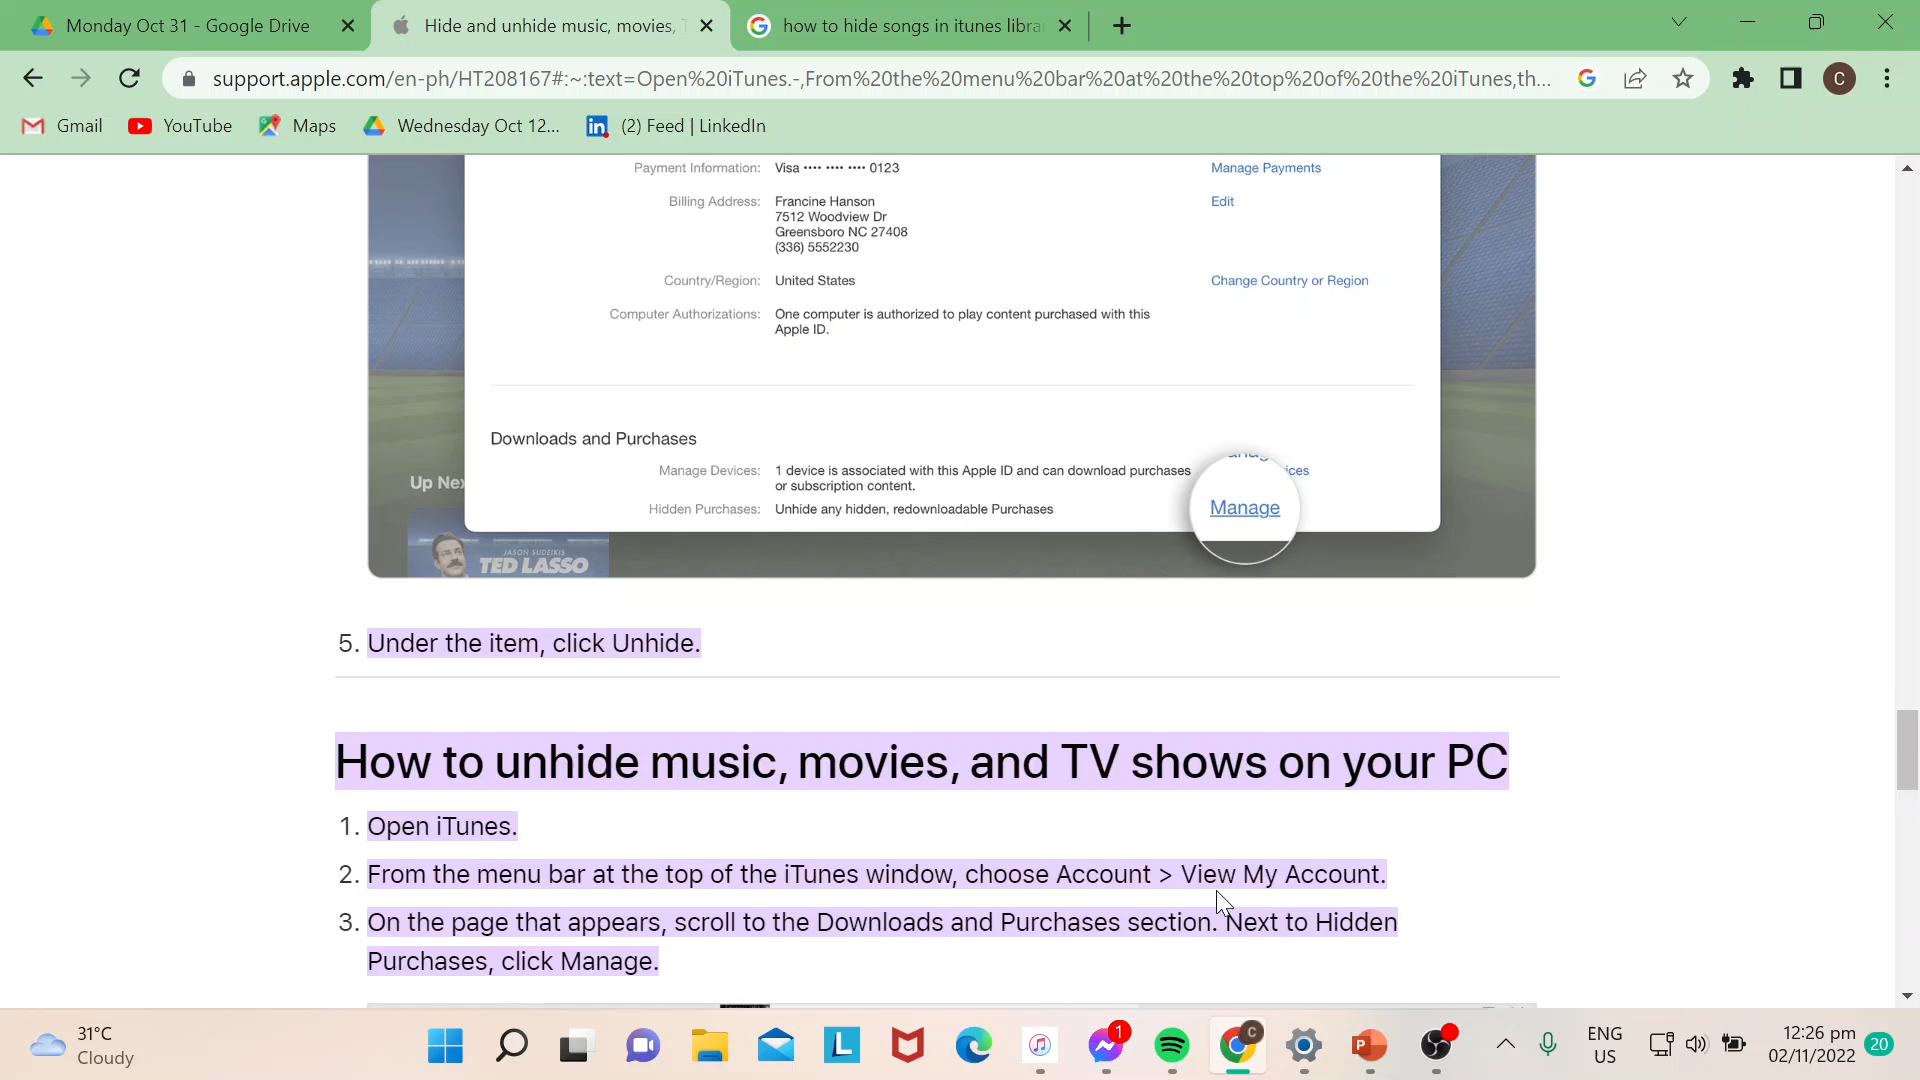 Monday Oct 31 - Google Drive
Hide and unhide music, movies,
how to hide songs in itunes libra
support.apple.com/en-ph/HT208167#:~:text=Open%20iTunes.-,From%20the%20menu%20bar%20at%20the%20top%20of%20the%20iTunes,th...
C
Gmail
YouTube
Maps
Wednesday Oct 12...
(2) Feed | LinkedIn
Payment Information: Visa •••• •••• •••• 0123 Manage Payments
Billing Address: Francine Hanson Edit
7512 Woodview Dr
Greensboro NC 27408
(336) 5552230
Country/Region: United States Change Country or Region
Computer Authorizations: One computer is authorized to play content purchased with this
Apple ID.
Downloads and Purchases
Manage Devices: 1 device is associated with this Apple ID and can download purchases
or subscription content.
Hidden Purchases: Unhide any hidden, redownloadable Purchases Manage
Up Nex
JASON SUDEIKIS
TED LASSO
5. Under the item, click Unhide.
How to unhide music, movies, and TV shows on your PC
1. Open iTunes.
2. From the menu bar at the top of the iTunes window, choose Account > View My Account.
3. On the page that appears, scroll to the Downloads and Purchases section. Next to Hidden
Purchases, click Manage.
31°C
Cloudy
L
1
C
P
ENG
US
12:26 pm
02/11/2022
20